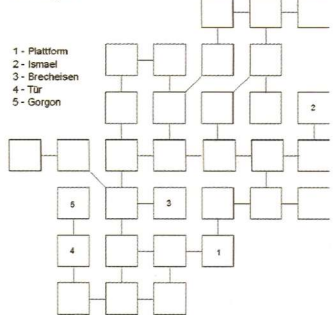 1 - Plattform
2 - Ismael
3 - Brecheisen
4 - Tür
5 - Gorgon
2
5
3
4
1